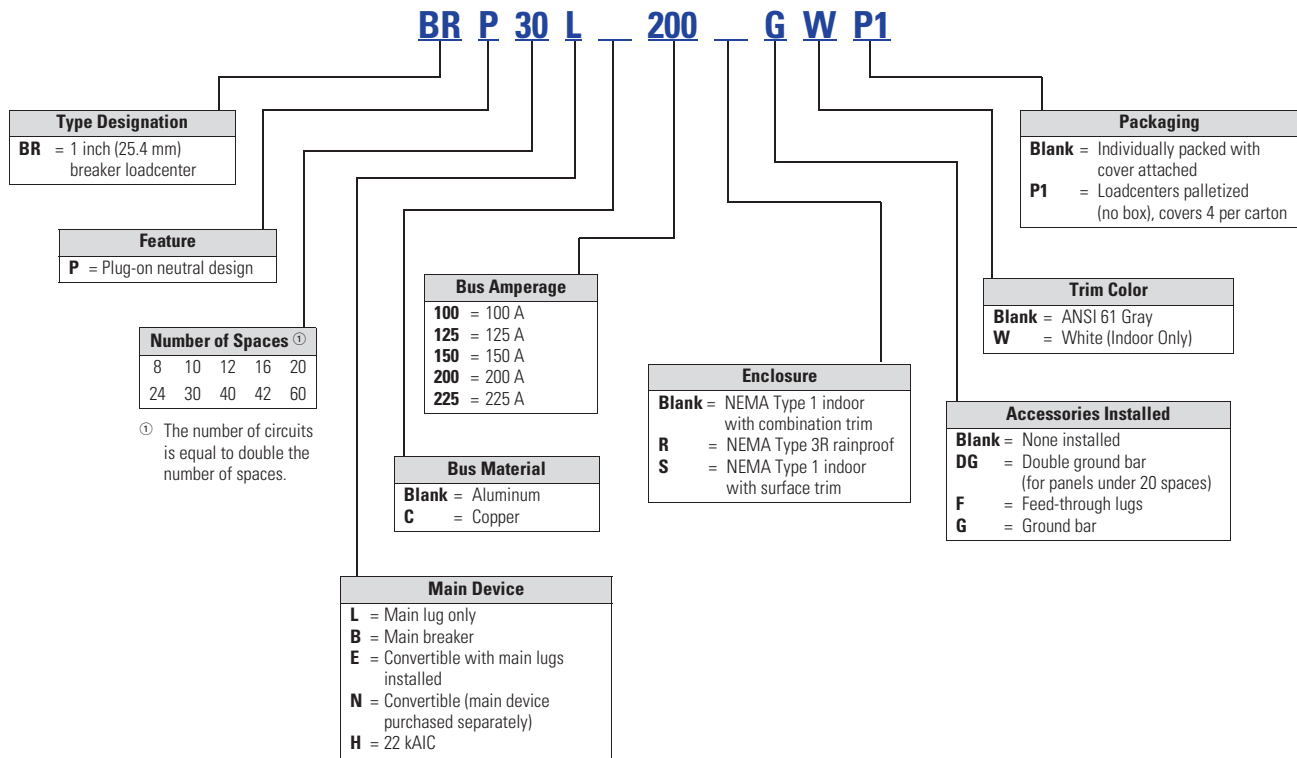 BR P 30 L __ 200 __ G W P1
Type Designation
BR = 1 inch (25.4 mm)
breaker loadcenter
Feature
P = Plug-on neutral design
Number of Spaces ①
8 10 12 16 20
24 30 40 42 60
① The number of circuits
is equal to double the
number of spaces.
Main Device
L = Main lug only
B = Main breaker
E = Convertible with main lugs
installed
N = Convertible (main device
purchased separately)
H = 22 kAIC
Bus Material
Blank = Aluminum
C = Copper
Bus Amperage
100 = 100 A
125 = 125 A
150 = 150 A
200 = 200 A
225 = 225 A
Enclosure
Blank = NEMA Type 1 indoor
with combination trim
R = NEMA Type 3R rainproof
S = NEMA Type 1 indoor
with surface trim
Accessories Installed
Blank = None installed
DG = Double ground bar
(for panels under 20 spaces)
F = Feed-through lugs
G = Ground bar
Trim Color
Blank = ANSI 61 Gray
W = White (Indoor Only)
Packaging
Blank = Individually packed with
cover attached
P1 = Loadcenters palletized
(no box), covers 4 per carton